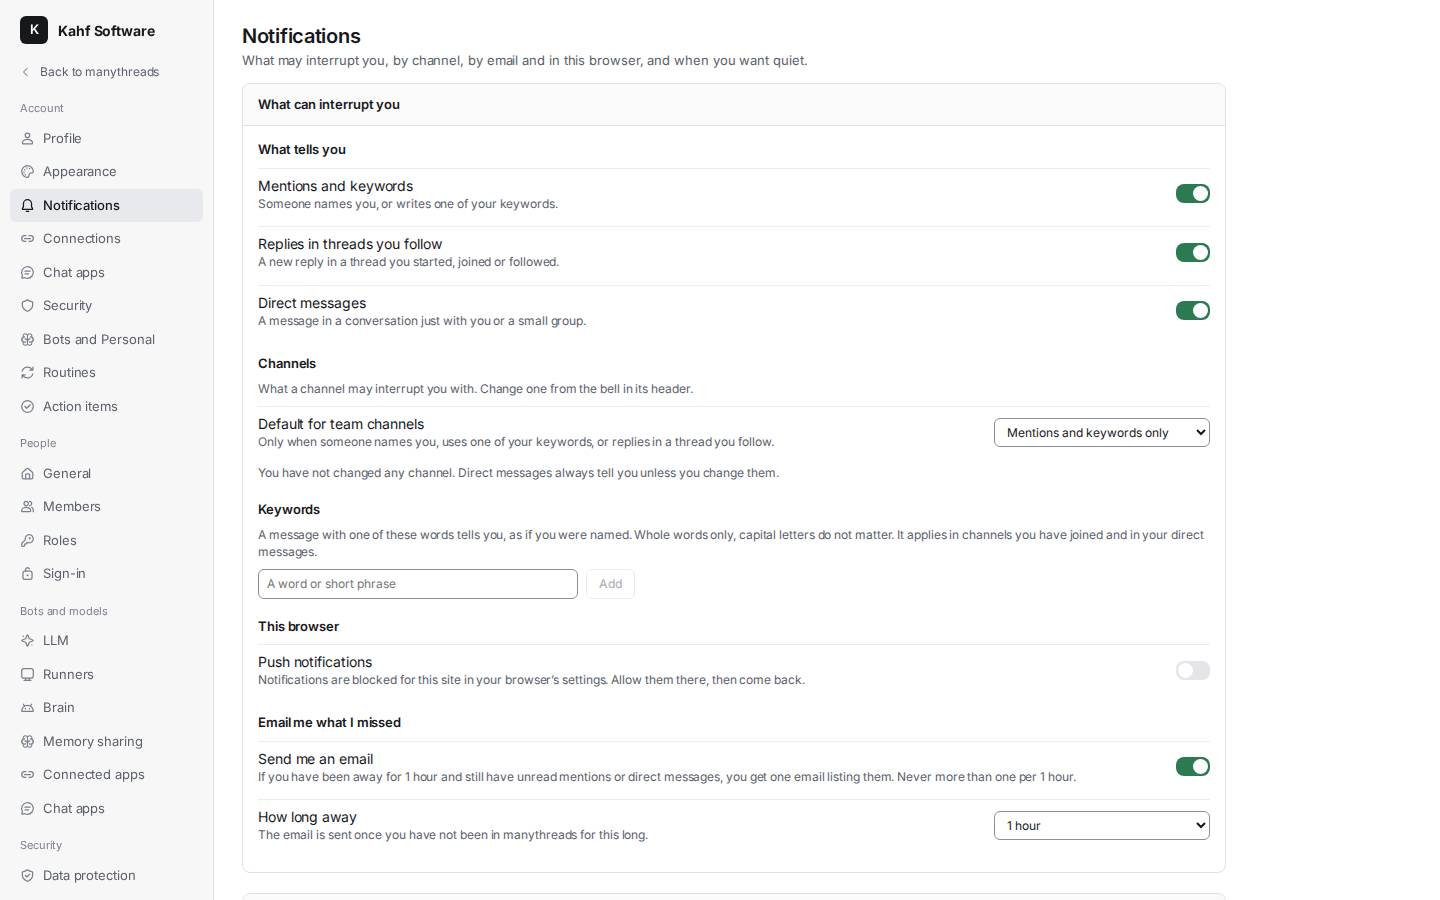 K
Kahf Software
Back to manythreads
Account
Profile
Appearance
Notifications
Connections
Chat apps
Security
Bots and Personal
Routines
Action items
People
General
Members
Roles
Sign-in
Bots and models
LLM
Runners
Brain
Memory sharing
Connected apps
Chat apps
Security
Data protection
Notifications
What may interrupt you, by channel, by email and in this browser, and when you want quiet.
What can interrupt you
What tells you
Mentions and keywords
Someone names you, or writes one of your keywords.
Replies in threads you follow
A new reply in a thread you started, joined or followed.
Direct messages
A message in a conversation just with you or a small group.
Channels
What a channel may interrupt you with. Change one from the bell in its header.
Default for team channels
Only when someone names you, uses one of your keywords, or replies in a thread you follow.
Mentions and keywords only
You have not changed any channel. Direct messages always tell you unless you change them.
Keywords
A message with one of these words tells you, as if you were named. Whole words only, capital letters do not matter. It applies in channels you have joined and in your direct
messages.
A word or short phrase
Add
This browser
Push notifications
Notifications are blocked for this site in your browser's settings. Allow them there, then come back.
Email me what I missed
Send me an email
If you have been away for 1 hour and still have unread mentions or direct messages, you get one email listing them. Never more than one per 1 hour.
How long away
The email is sent once you have not been in manythreads for this long.
1 hour